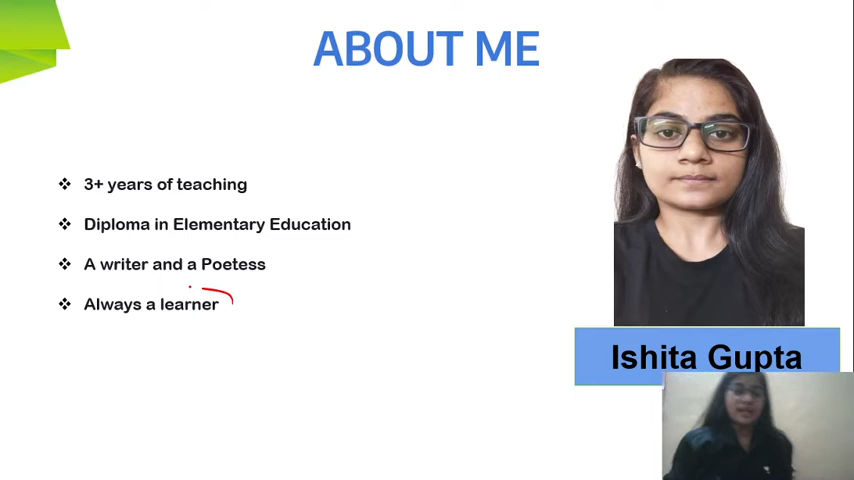 ABOUT ME
❖ 3+ years of teaching
❖ Diploma in Elementary Education
❖ A writer and a Poetess
❖ Always a learner
Ishita Gupta